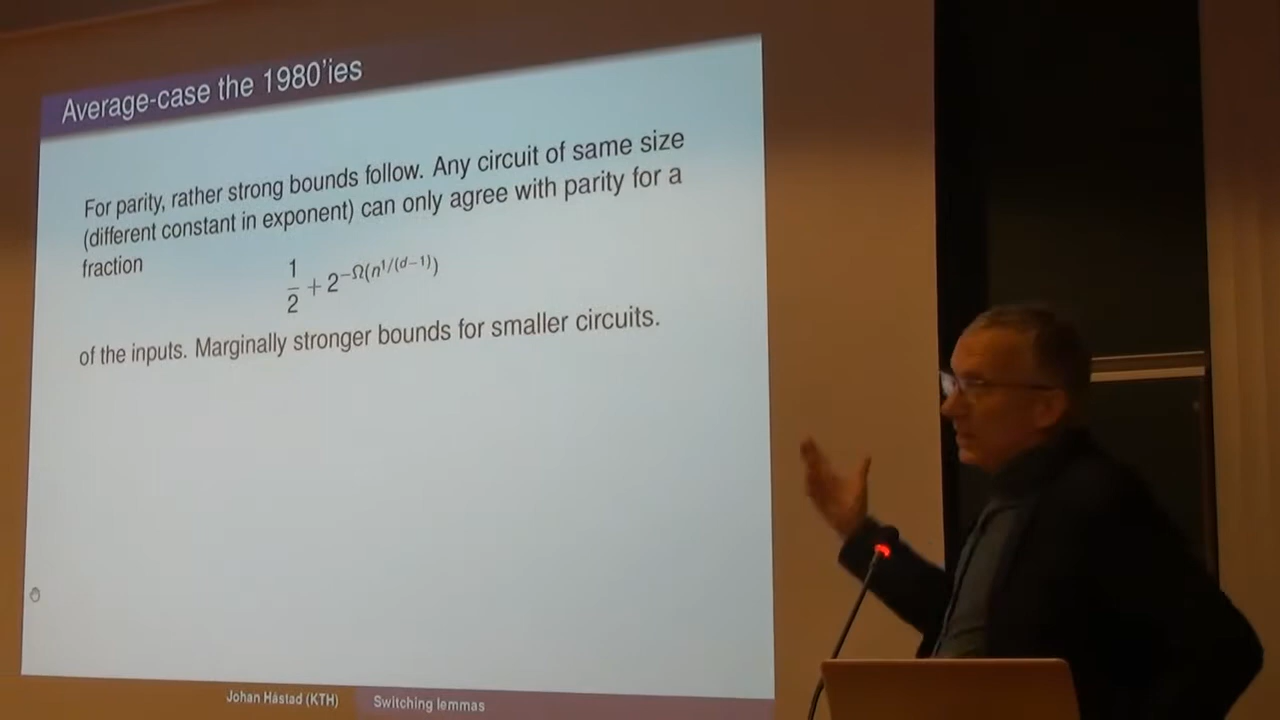 Average-case the 1980'ies
For parity, rather strong bounds follow. Any circuit of same size
(different constant in exponent) can only agree with parity for a
fraction
1/2 + 2^{−Ω(n^{1/(d−1)})}
of the inputs. Marginally stronger bounds for smaller circuits.
Johan Håstad (KTH) Switching lemmas